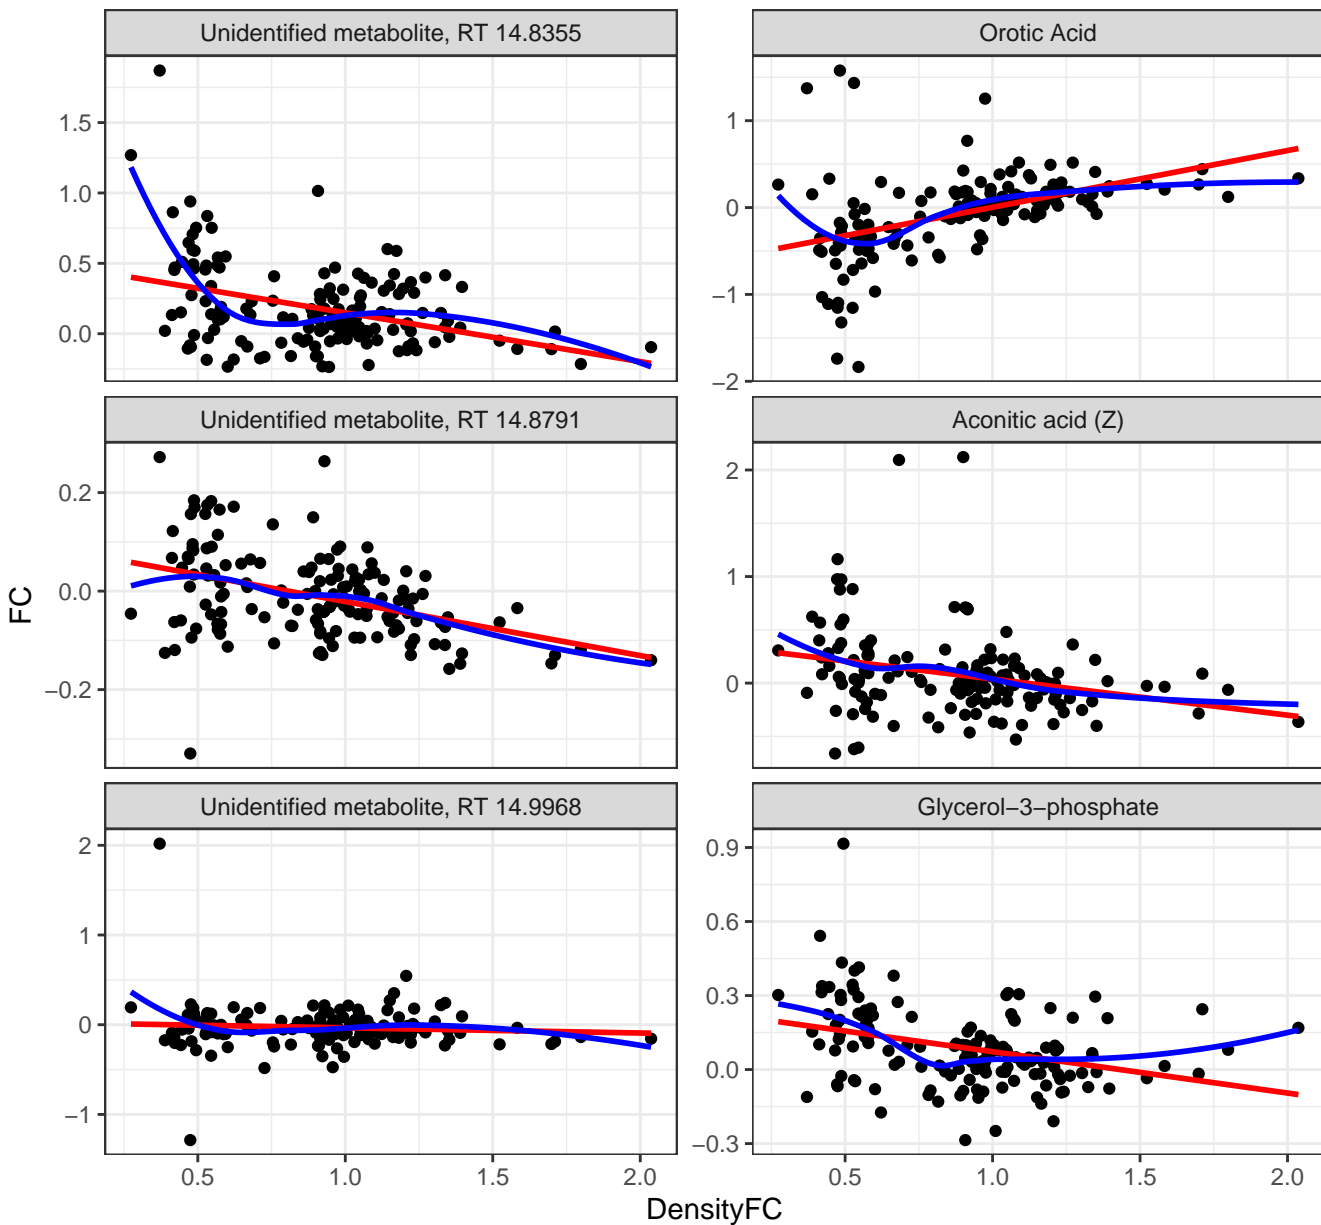 Unidentified metabolite, RT 14.8355
Orotic Acid
1.5
1.0
0.5
0.0
1
0
−1
−2
Unidentified metabolite, RT 14.8791
Aconitic acid (Z)
0.2
0.0
−0.2
2
1
0
FC
Unidentified metabolite, RT 14.9968
Glycerol−3−phosphate
2
1
0
−1
0.9
0.6
0.3
0.0
−0.3
0.5 1.0 1.5 2.0
0.5 1.0 1.5 2.0
DensityFC